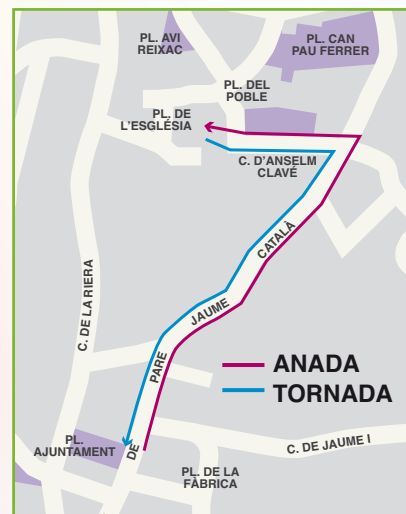 PL. AVI
REIXAC
PL. CAN
PAU FERRER
PL. DEL
POBLE
PL. DE
L'ESGLÉSIA
C. D'ANSELM
CLAVÉ
C. DE LA RIERA
CATALÀ
JAUME
PARE
DE
ANADA
TORNADA
PL.
AJUNTAMENT
C. DE JAUME I
PL. DE LA
FÀBRICA